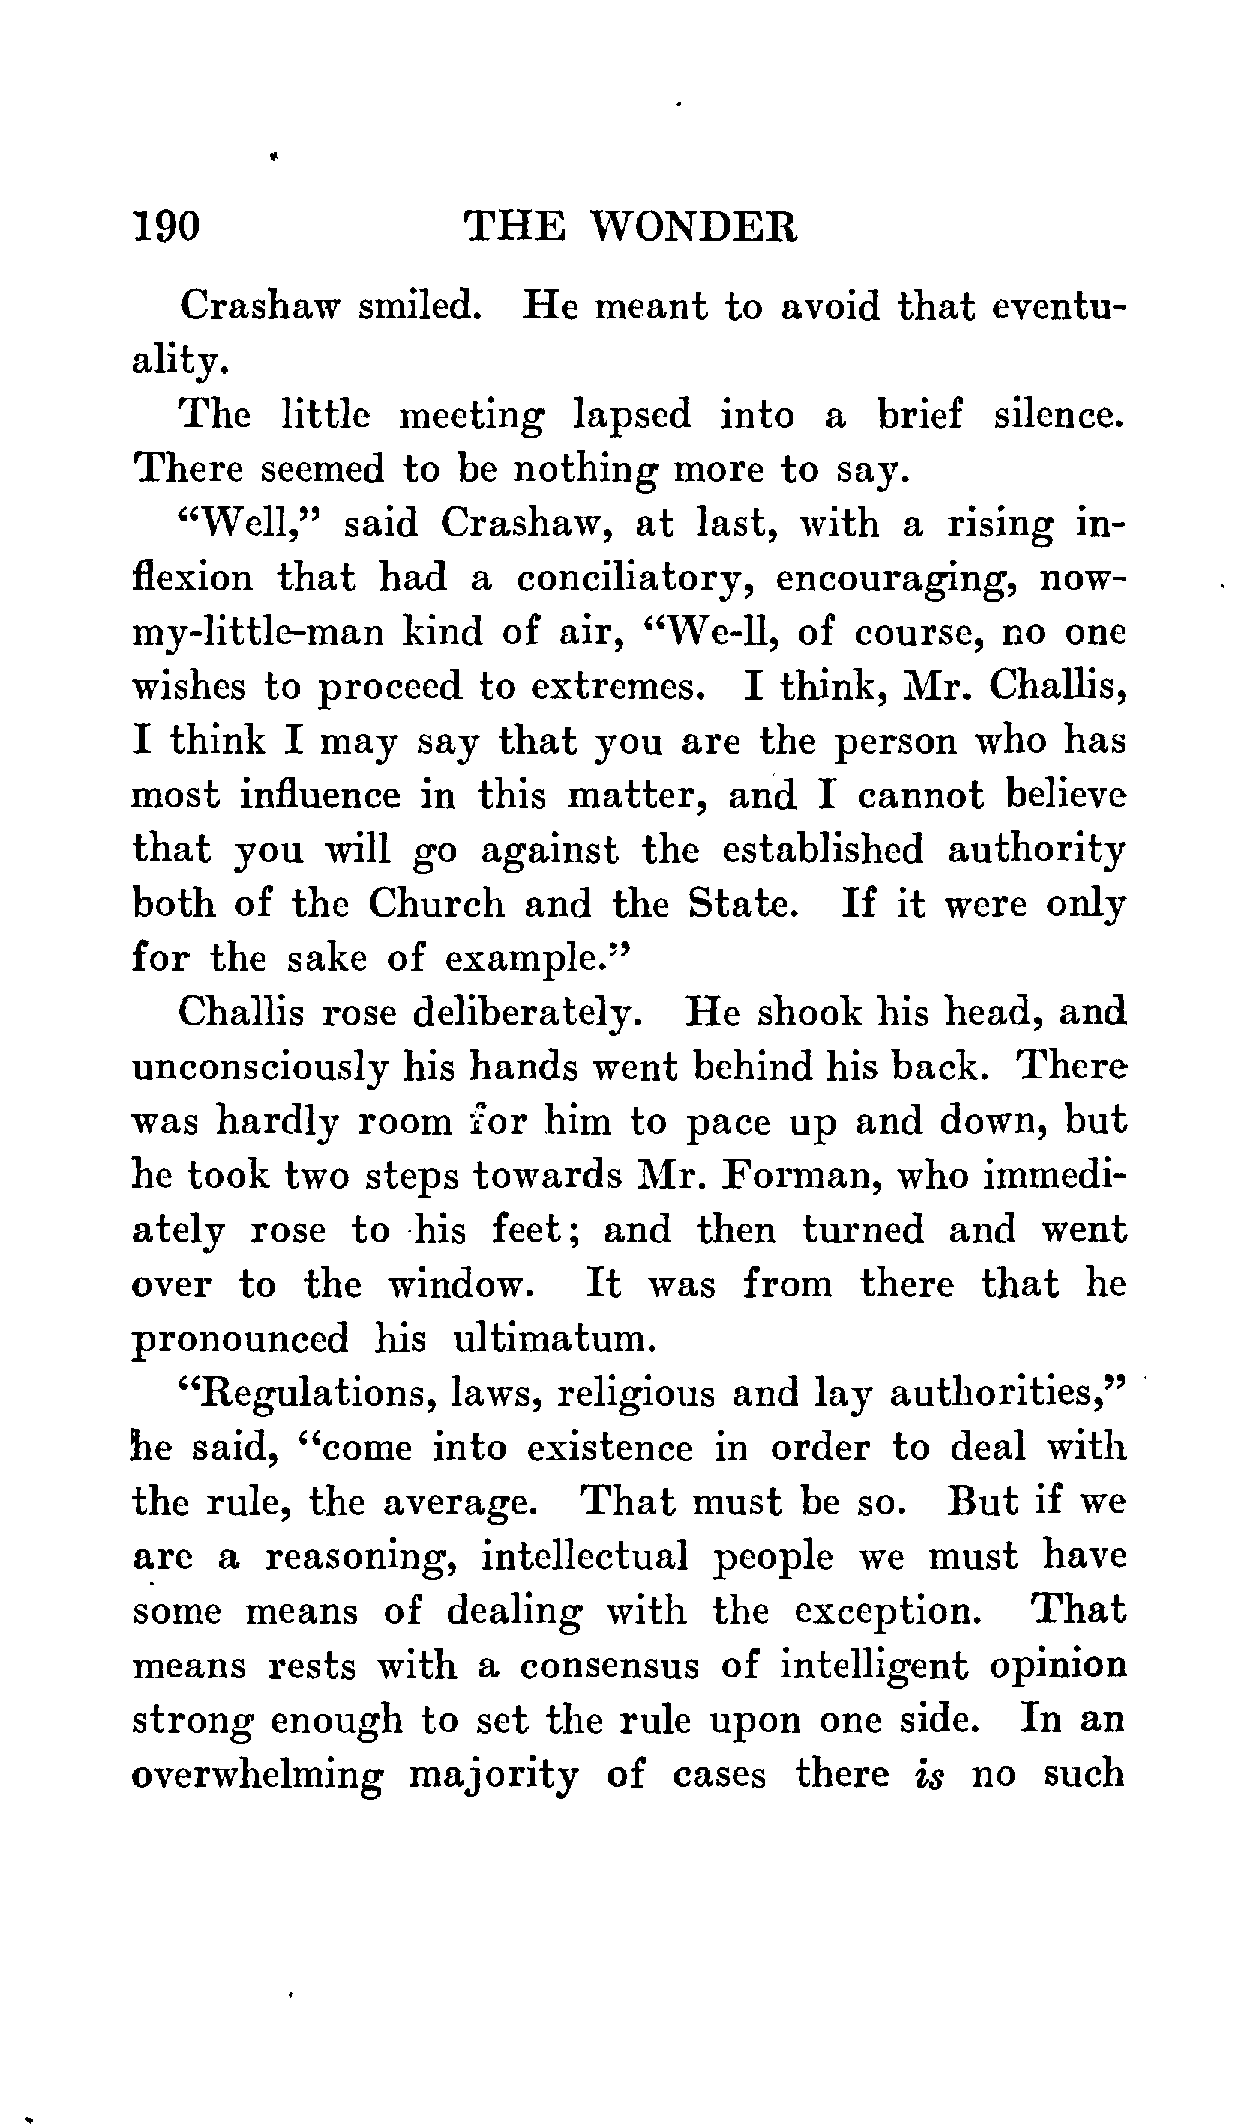 190 THE WONDER
Crashaw smiled. He meant to avoid that eventu-
ality.
The little meeting lapsed into a brief silence.
There seemed to be nothing more to say.
“Well,” said Crashaw, at last, with a rising in-
flexion that had a conciliatory, encouraging, now-
my-little-man kind of air, “We-ll, of course, no one
wishes to proceed to extremes. I think, Mr. Challis,
I think I may say that you are the person who has
most influence in this matter, and I cannot believe
that you will go against the established authority
both of the Church and the State. If it were only
for the sake of example.”
Challis rose deliberately. He shook his head, and
unconsciously his hands went behind his back. There
was hardly room for him to pace up and down, but
he took two steps towards Mr. Forman, who immedi-
ately rose to his feet; and then turned and went
over to the window. It was from there that he
pronounced his ultimatum.
“Regulations, laws, religious and lay authorities,”
he said, “come into existence in order to deal with
the rule, the average. That must be so. But if we
are a reasoning, intellectual people we must have
some means of dealing with the exception. That
means rests with a consensus of intelligent opinion
strong enough to set the rule upon one side. In an
overwhelming majority of cases there is no such